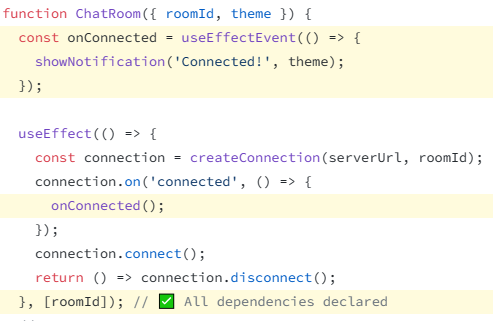 function ChatRoom({ roomId, theme }) {
const onConnected = useEffectEvent(() => {
showNotification('Connected!', theme);
});
useEffect(() => {
const connection = createConnection(serverUrl, roomId);
connection.on('connected', () => {
onConnected();
});
connection.connect();
return () => connection.disconnect();
}, [roomId]); // ✅ All dependencies declared